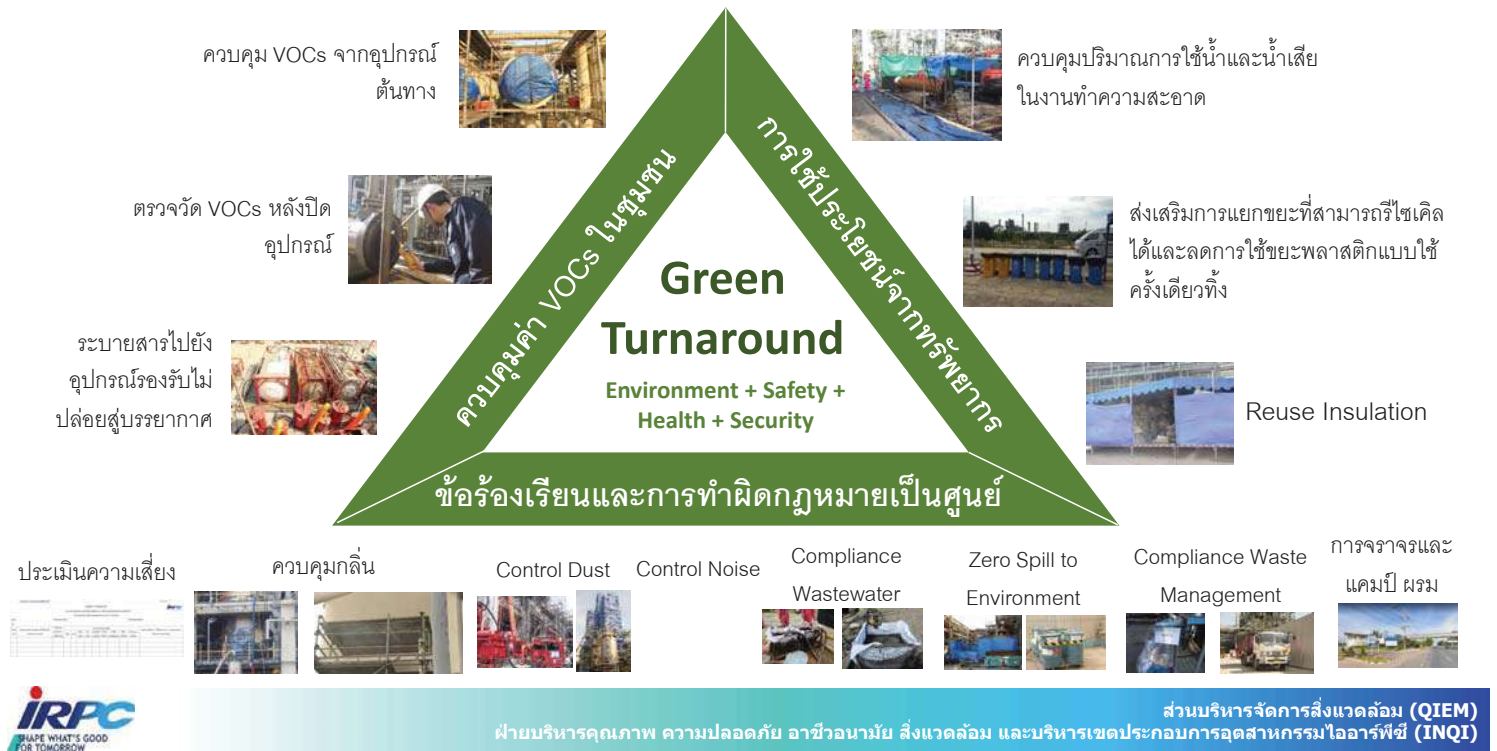 ควบคุม VOCs จากอุปกรณ์
ต้นทาง
ควบคุมปริมาณการใช้น้ำและน้ำเสีย
ในงานทำความสะอาด
ตรวจวัด VOCs หลังปิด
อุปกรณ์
ส่งเสริมการแยกขยะที่สามารถรีไซเคิล
ได้และลดการใช้ขยะพลาสติกแบบใช้
ครั้งเดียวทิ้ง
ระบายสารไปยัง
อุปกรณ์รองรับไม่
ปล่อยสู่บรรยากาศ
Reuse Insulation
ควบคุมค่า VOCs ในชุมชน
การใช้ประโยชน์จากทรัพยากร
Green
Turnaround
Environment + Safety +
Health + Security
ข้อร้องเรียนและการทำผิดกฎหมายเป็นศูนย์
ประเมินความเสี่ยง
ควบคุมกลิ่น
Control Dust
Control Noise
Compliance
Wastewater
Zero Spill to
Environment
Compliance Waste
Management
การจราจรและ
แคมป์ ผรม
IRPC
SHAPE WHAT'S GOOD
FOR TOMORROW
ส่วนบริหารจัดการสิ่งแวดล้อม (QIEM)
ฝ่ายบริหารคุณภาพ ความปลอดภัย อาชีวอนามัย สิ่งแวดล้อม และบริหารเขตประกอบการอุตสาหกรรมไออาร์พีซี (INQI)